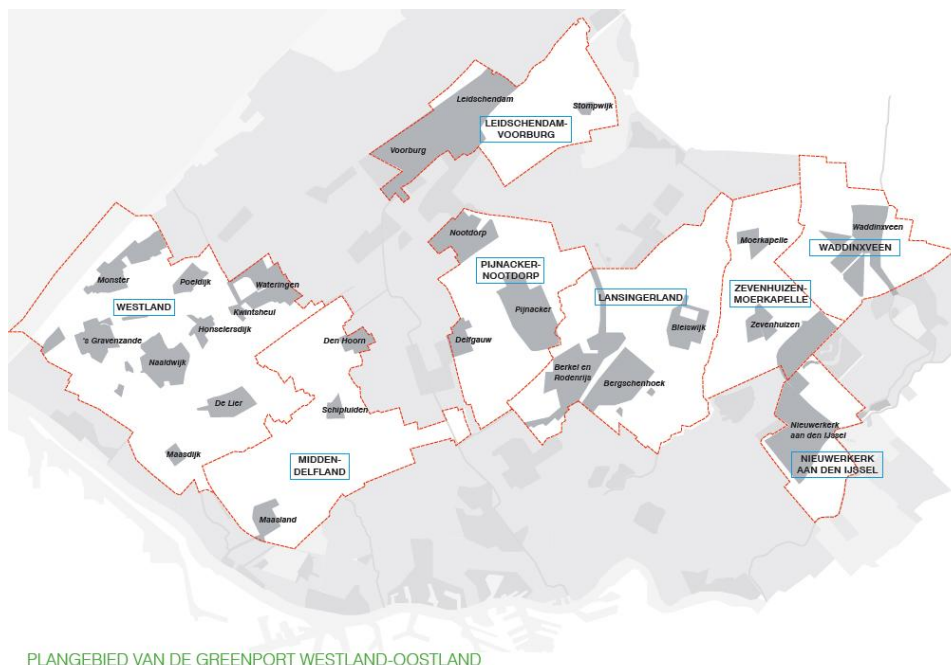 Leidschendam
Stompwijk
LEIDSCHENDAM-
VOORBURG
Voorburg
Nootdorp
Moerkapelle
Waddinxveen
WADDINXVEEN
PIJNACKER-
NOOTDORP
Monster
Poeldijk
Wateringen
WESTLAND
Kwintsheul
LANSINGERLAND
ZEVENHUIZEN-
MOERKAPELLE
Pijnacker
Bleiswijk
Zevenhuizen
's Gravenzande
Honselersdijk
Den Hoorn
Delfgauw
Naaldwijk
Berkel en
Rodenrijs
Bergschenhoek
De Lier
Schipluiden
Nieuwerkerk
aan den IJssel
Maasdijk
MIDDEN-
DELFLAND
NIEUWERKERK
AAN DEN IJSSEL
Maasland
PLANGEBIED VAN DE GREENPORT WESTLAND-OOSTLAND